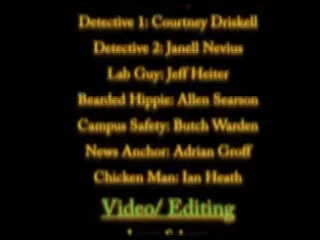 Detective 1: Courtney Driskell
Detective 2: Janell Nevius
Lab Guy: Jeff Heiter
Bearded Hippie: Allen Searson
Campus Safety: Butch Warden
News Anchor: Adrian Groff
Chicken Man: Ian Heath
Video/ Editing